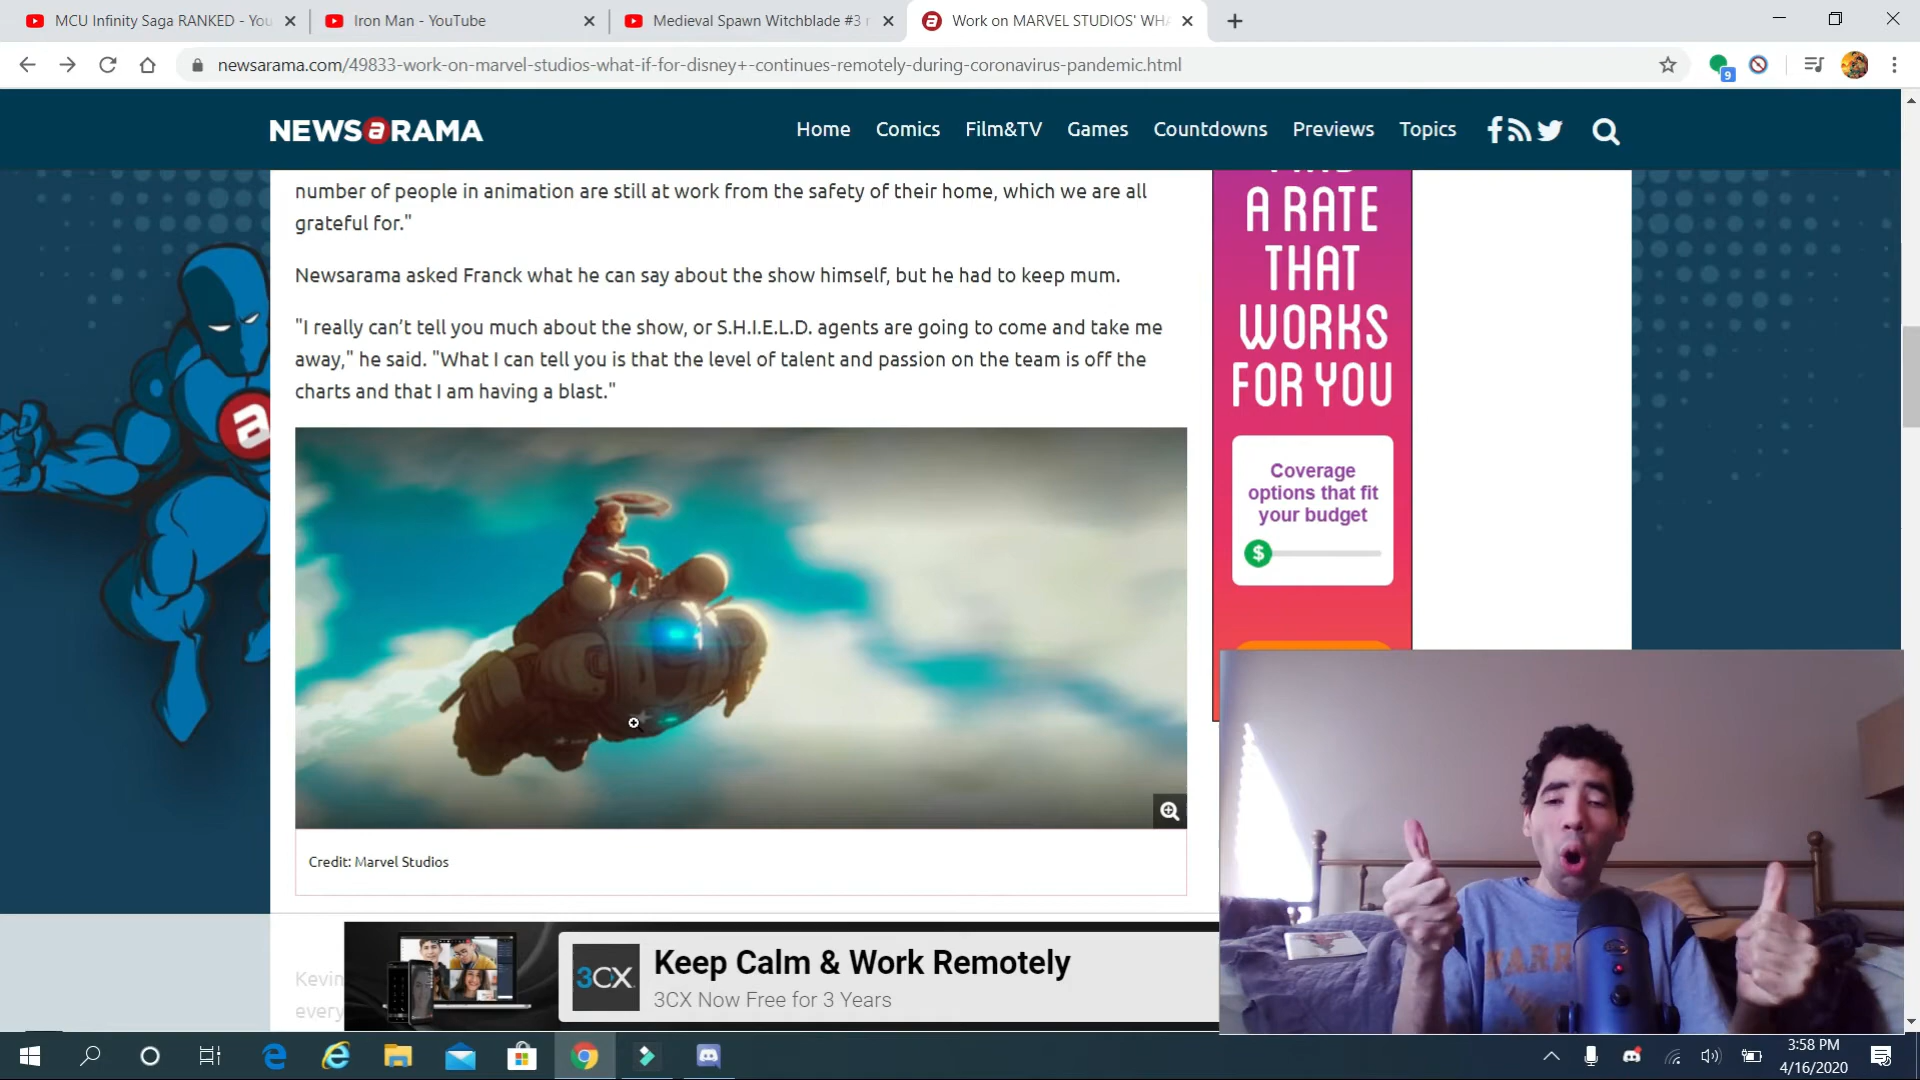 MCU Infinity Saga RANKED - You
Iron Man - YouTube
Medieval Spawn Witchblade #3 r
Work on MARVEL STUDIOS' WHA
newsarama.com/49833-work-on-marvel-studios-what-if-for-disney+-continues-remotely-during-coronavirus-pandemic.html
9
NEWSaRAMA
Home Comics Film&TV Games Countdowns Previews Topics
number of people in animation are still at work from the safety of their home, which we are all
grateful for."
Newsarama asked Franck what he can say about the show himself, but he had to keep mum.
"I really can’t tell you much about the show, or S.H.I.E.L.D. agents are going to come and take me
away," he said. "What I can tell you is that the level of talent and passion on the team is off the
charts and that I am having a blast."
Credit: Marvel Studios
Kevin
every
A RATE
THAT
WORKS
FOR YOU
Coverage
options that fit
your budget
$
3CX
Keep Calm & Work Remotely
3CX Now Free for 3 Years
3:58 PM
4/16/2020